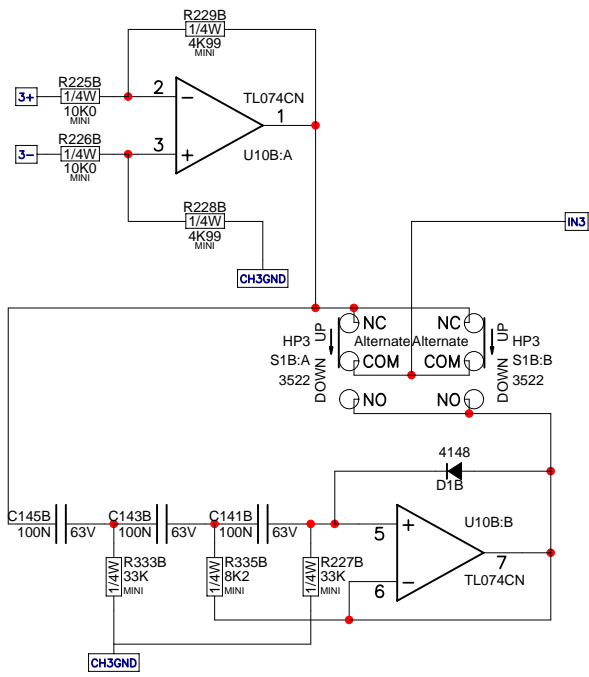 R229B
1/4W
4K99
MINI
R225B
3+
1/4W
2
TL074CN
10K0
MINI
1
R226B
3
3-
1/4W
U10B:A
10K0
MINI
R228B
1/4W
IN3
4K99
MINI
CH3GND
NC
NC
UP
UP
HP3
Alternate
Alternate
HP3
S1B:A
COM
COM
S1B:B
3522
3522
DOWN
DOWN
NO
NO
4148
D1B
C145B
C143B
C141B
U10B:B
100N
63V
100N
63V
100N
63V
5
7
TL074CN
6
R333B
1/4W
33K
MINI
R335B
1/4W
8K2
MINI
R227B
1/4W
33K
MINI
CH3GND